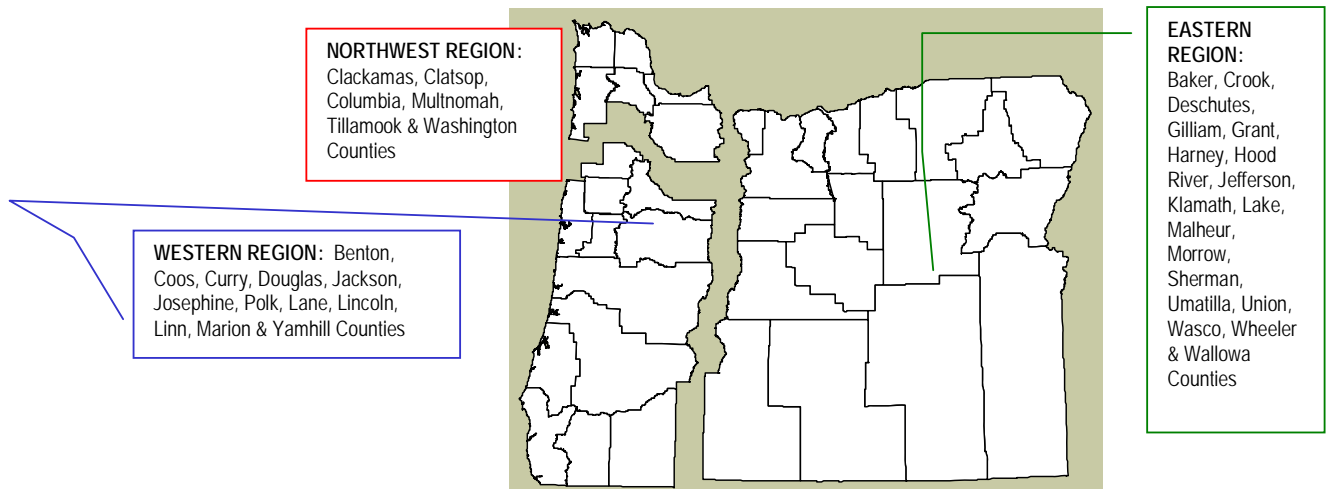 NORTHWEST REGION:
Clackamas, Clatsop,
Columbia, Multnomah,
Tillamook & Washington
Counties
WESTERN REGION: Benton,
Coos, Curry, Douglas, Jackson,
Josephine, Polk, Lane, Lincoln,
Linn, Marion & Yamhill Counties
EASTERN
REGION:
Baker, Crook,
Deschutes,
Gilliam, Grant,
Harney, Hood
River, Jefferson,
Klamath, Lake,
Malheur,
Morrow,
Sherman,
Umatilla, Union,
Wasco, Wheeler
& Wallowa
Counties